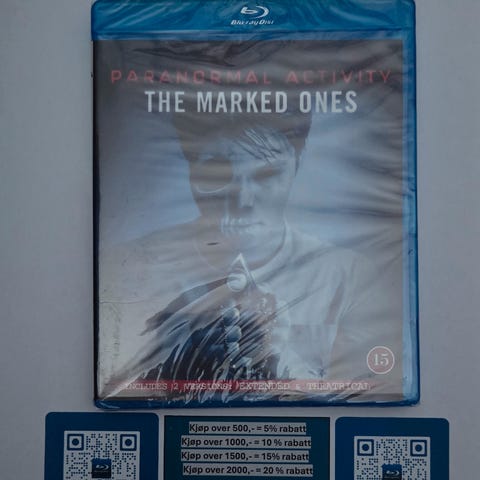 Blu-ray Disc
PARANORMAL ACTIVITY
THE MARKED ONES
15
INCLUDES 2 VERSIONS: EXTENDED & THEATRICAL
Kjøp over 500,- = 5% rabatt
Kjøp over 1000,- = 10 % rabatt
Kjøp over 1500,- = 15% rabatt
Kjøp over 2000,- = 20 % rabatt